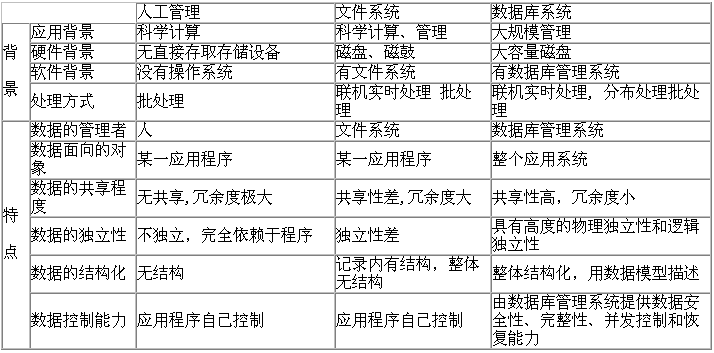 人工管理 文件系统 数据库系统
背景
应用背景 科学计算 科学计算、管理 大规模管理
硬件背景 无直接存取存储设备 磁盘、磁鼓 大容量磁盘
软件背景 没有操作系统 有文件系统 有数据库管理系统
处理方式 批处理 联机实时处理 批处理 联机实时处理, 分布处理批处理
特点
数据的管理者 人 文件系统 数据库管理系统
数据面向的对象 某一应用程序 某一应用程序 整个应用系统
数据的共享程度 无共享,冗余度极大 共享性差,冗余度大 共享性高，冗余度小
数据的独立性 不独立，完全依赖于程序 独立性差 具有高度的物理独立性和逻辑独立性
数据的结构化 无结构 记录内有结构，整体无结构 整体结构化，用数据模型描述
数据控制能力 应用程序自己控制 应用程序自己控制 由数据库管理系统提供数据安全性、完整性、并发控制和恢复能力